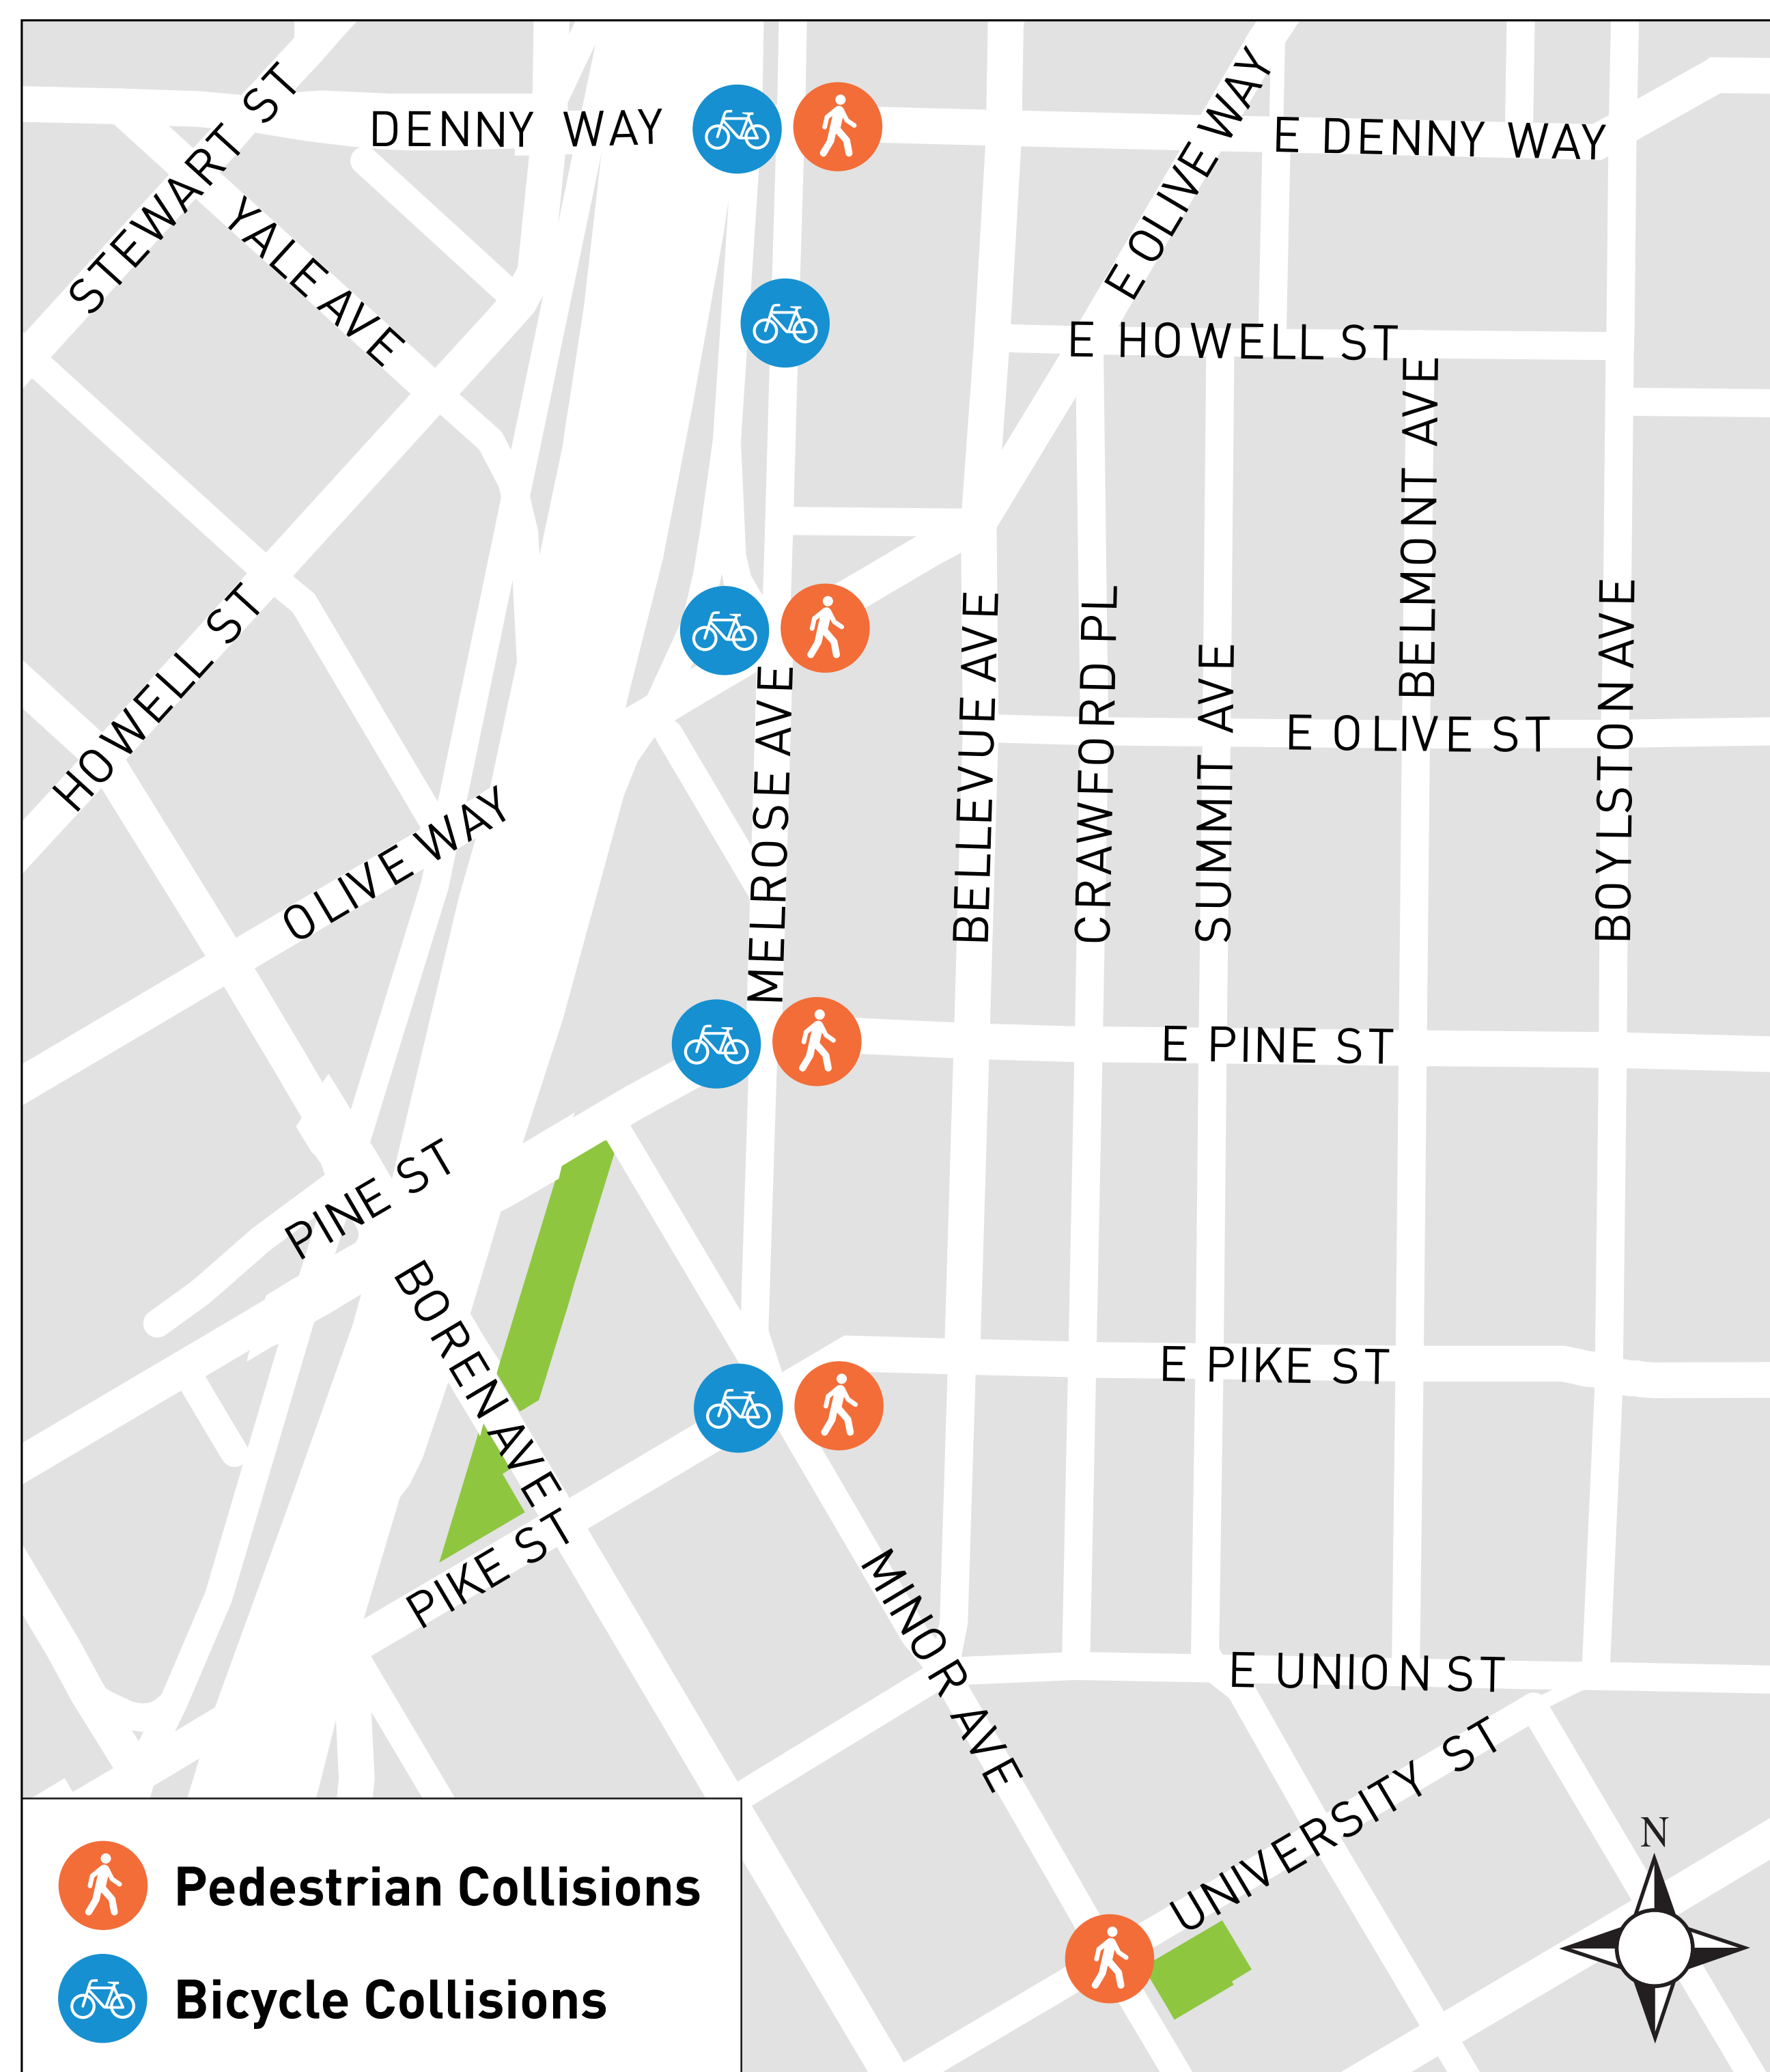 STEWART ST
DENNY WAY
E OLIVE WAY
E DENNY WAY
YALE AVE
E HOWELL ST
BELMONT AVE
HOWELL ST
MELROSE AVE
BELLEVUE AVE
CRAWFORD PL
SUMMIT AVE
E OLIVE ST
BOYLSTON AVE
OLIVE WAY
E PINE ST
PINE ST
BOREN AVE
E PIKE ST
PIKE ST
MINOR AVE
E UNION ST
UNIVERSITY ST
N
Pedestrian Collisions
Bicycle Collisions